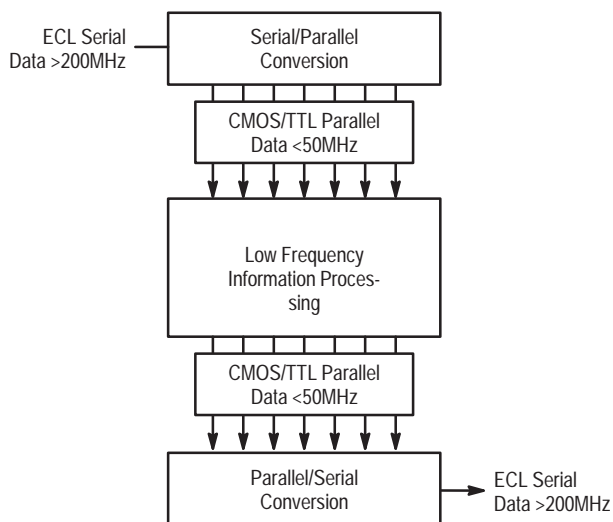 ECL Serial
Data >200MHz
Serial/Parallel
Conversion
CMOS/TTL Parallel
Data <50MHz
Low Frequency
Information Proces-
sing
CMOS/TTL Parallel
Data <50MHz
Parallel/Serial
Conversion
ECL Serial
Data >200MHz